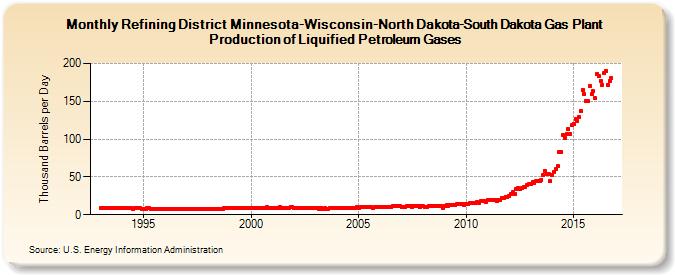 Monthly Refining District Minnesota-Wisconsin-North Dakota-South Dakota Gas Plant
Production of Liquified Petroleum Gases
Thousand Barrels per Day
200
150
100
50
0
1995
2000
2005
2010
2015
Source: U.S. Energy Information Administration